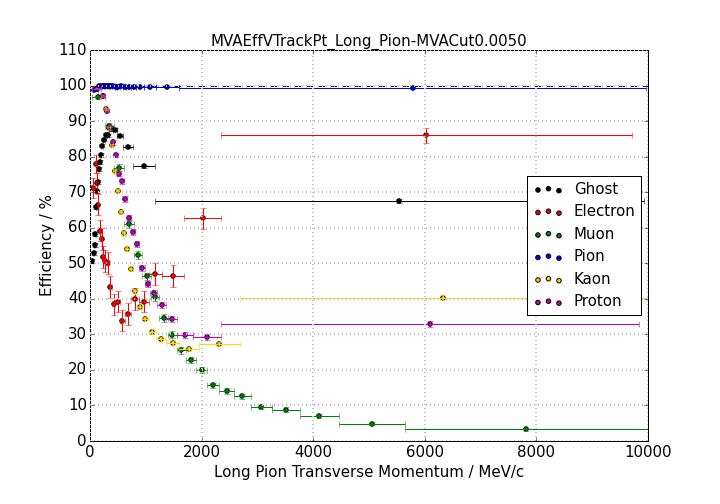 MVAEffVTrackPt_Long_Pion-MVACut0.0050
110
100
90
80
70
60
50
40
30
20
10
0
Efficiency / %
Ghost
Electron
Muon
Pion
Kaon
Proton
0 2000 4000 6000 8000 10000
Long Pion Transverse Momentum / MeV/c